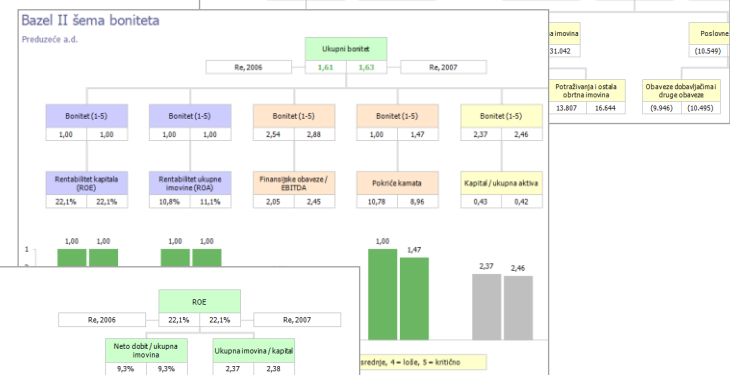 Bazel II šema boniteta
Preduzeće a.d.
Ukupni bonitet
Re, 2006 1,61 1,63 Re, 2007
Bonitet (1-5) Bonitet (1-5) Bonitet (1-5) Bonitet (1-5) Bonitet (1-5)
1,00 1,00 1,00 1,00 2,54 2,88 1,00 1,47 2,37 2,46
Rentabilitet kapitala (ROE)
22,1% 22,1%
Rentabilitet ukupne
imovine (ROA)
10,8% 11,1%
Finansijske obaveze /
EBITDA
2,05 2,45
Pokriće kamata
10,78 8,96
Kapital / ukupna aktiva
0,43 0,42
1,00 1,00 1,00 1,00 1,00 1,47 2,37 2,46
1
a imovina
31.042
Poslovne
(10.549)
Potraživanja i ostala
obrtna imovina
13.807 16.644
Obaveze dobavljačima i
druge obaveze
(9.946) (10.495)
ROE
Re, 2006 22,1% 22,1% Re, 2007
Neto dobit / ukupna
imovina
9,3% 9,3%
Ukupna imovina / kapital
2,37 2,38
srednje, 4 = loše, 5 = kritično